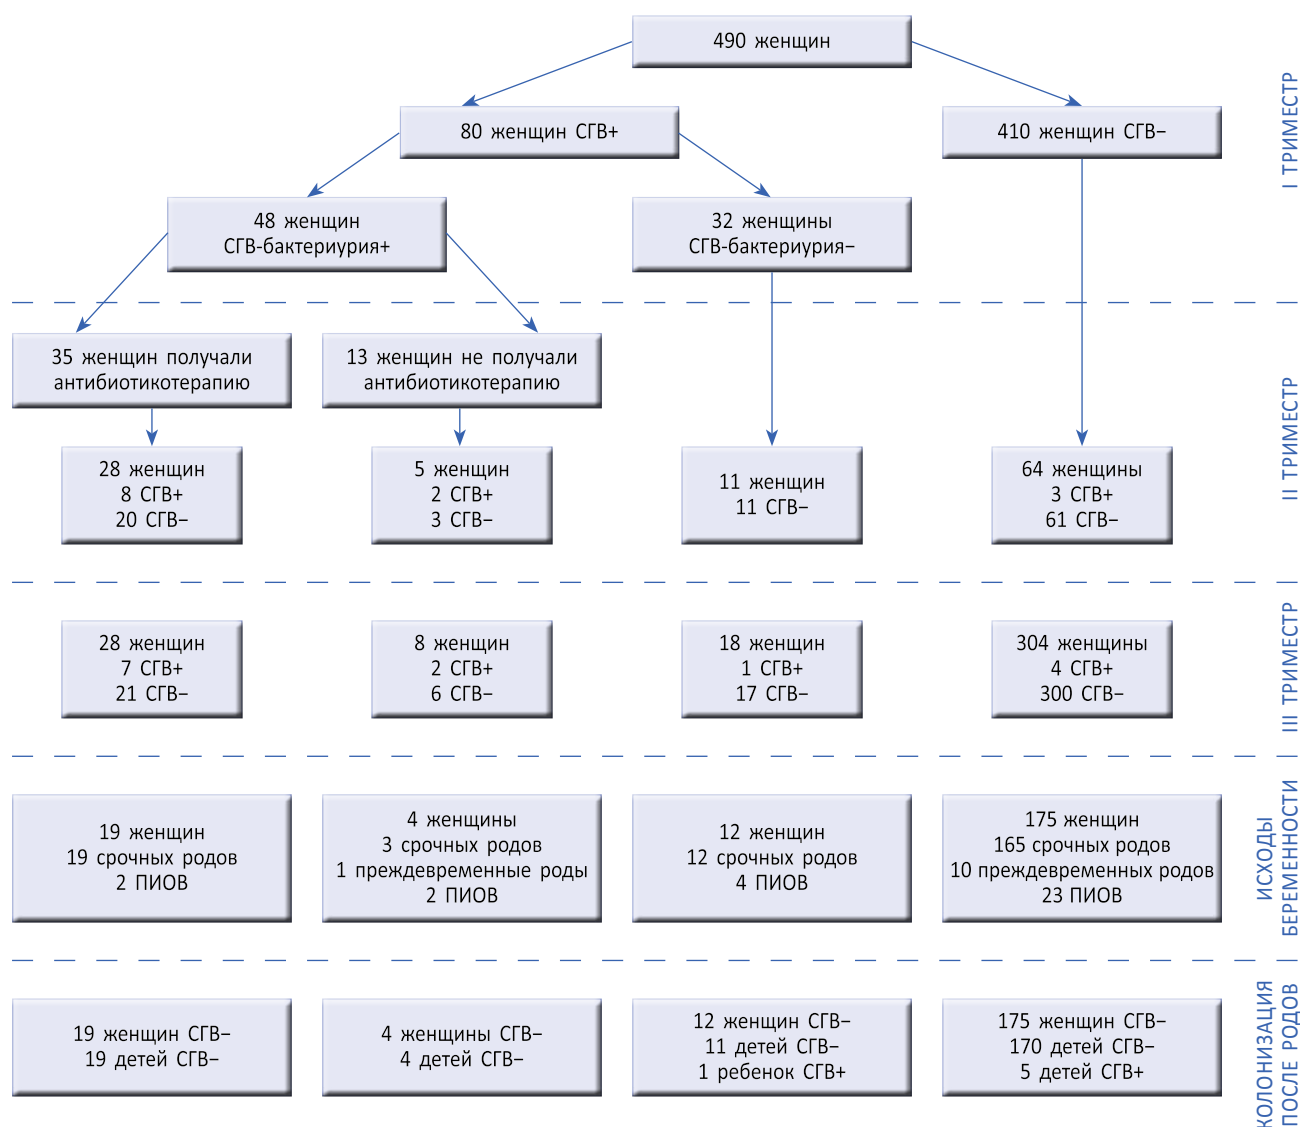 490 женщин
80 женщин СГВ+
410 женщин СГВ−
I ТРИМЕСТР
48 женщин
СГВ-бактериурия+
32 женщины
СГВ-бактериурия−
35 женщин получали
антибиотикотерапию
13 женщин не получали
антибиотикотерапию
28 женщин
8 СГВ+
20 СГВ−
5 женщин
2 СГВ+
3 СГВ−
11 женщин
11 СГВ−
64 женщины
3 СГВ+
61 СГВ−
II ТРИМЕСТР
28 женщин
7 СГВ+
21 СГВ−
8 женщин
2 СГВ+
6 СГВ−
18 женщин
1 СГВ+
17 СГВ−
304 женщины
4 СГВ+
300 СГВ−
III ТРИМЕСТР
19 женщин
19 срочных родов
2 ПИОВ
4 женщины
3 срочных родов
1 преждевременные роды
2 ПИОВ
12 женщин
12 срочных родов
4 ПИОВ
175 женщин
165 срочных родов
10 преждевременных родов
23 ПИОВ
ИСХОДЫ
БЕРЕМЕННОСТИ
19 женщин СГВ−
19 детей СГВ−
4 женщины СГВ−
4 детей СГВ−
12 женщин СГВ−
11 детей СГВ−
1 ребенок СГВ+
175 женщин СГВ−
170 детей СГВ−
5 детей СГВ+
КОЛОНИЗАЦИЯ
ПОСЛЕ РОДОВ